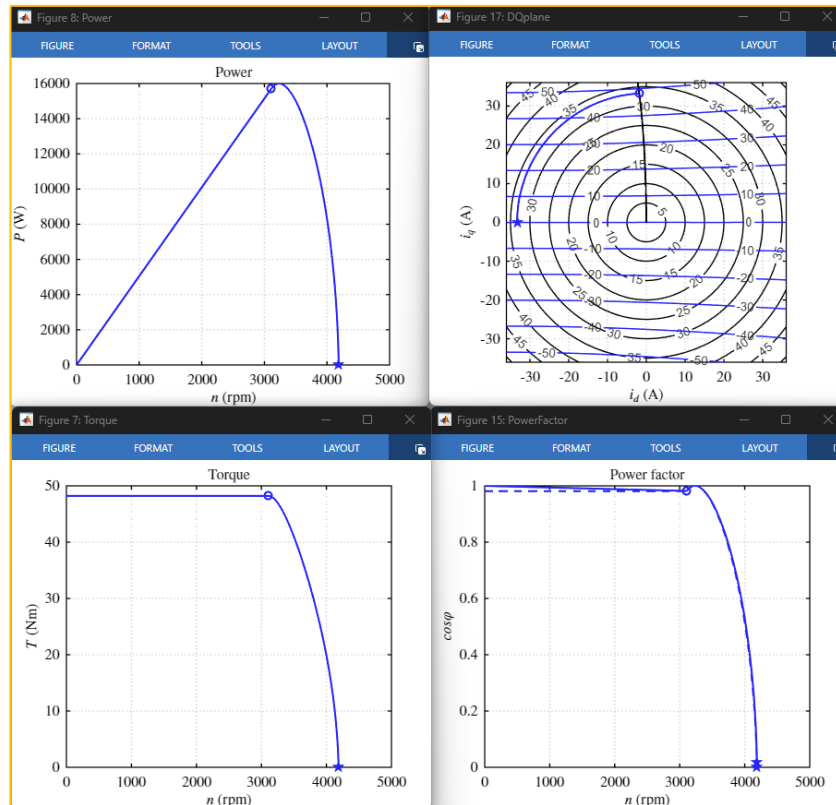 Figure 8: Power
FIGURE FORMAT TOOLS LAYOUT
Power
16000
14000
12000
10000
8000
6000
4000
2000
0
P (W)
0 1000 2000 3000 4000 5000
n (rpm)
Figure 17: DQplane
FIGURE FORMAT TOOLS LAYOUT
30
20
10
0
-10
-20
-30
i_q (A)
-30 -20 -10 0 10 20 30
i_d (A)
Figure 7: Torque
FIGURE FORMAT TOOLS LAYOUT
Torque
50
40
30
20
10
0
T (Nm)
0 1000 2000 3000 4000 5000
n (rpm)
Figure 15: PowerFactor
FIGURE FORMAT TOOLS LAYOUT
Power factor
1
0.8
0.6
0.4
0.2
0
cosφ
0 1000 2000 3000 4000 5000
n (rpm)